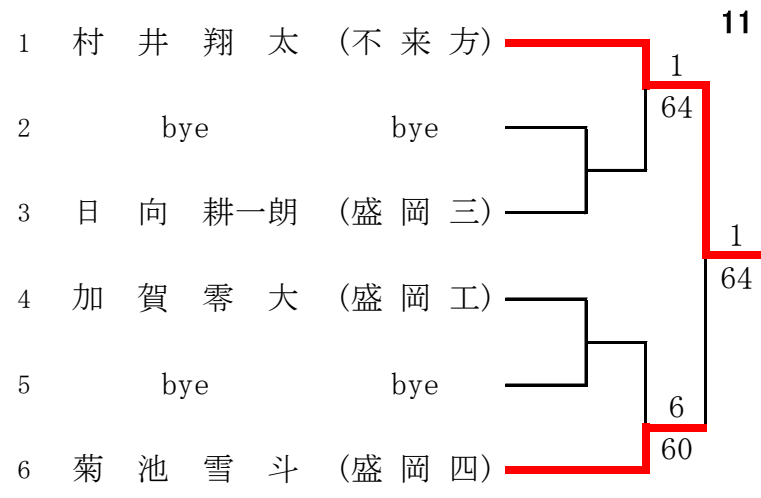 11
1 村 井 翔 太 (不 来 方)
1
64
2 bye bye
3 日 向 耕一朗 (盛 岡 三)
1
64
4 加 賀 零 大 (盛 岡 工)
5 bye bye
6
60
6 菊 池 雪 斗 (盛 岡 四)